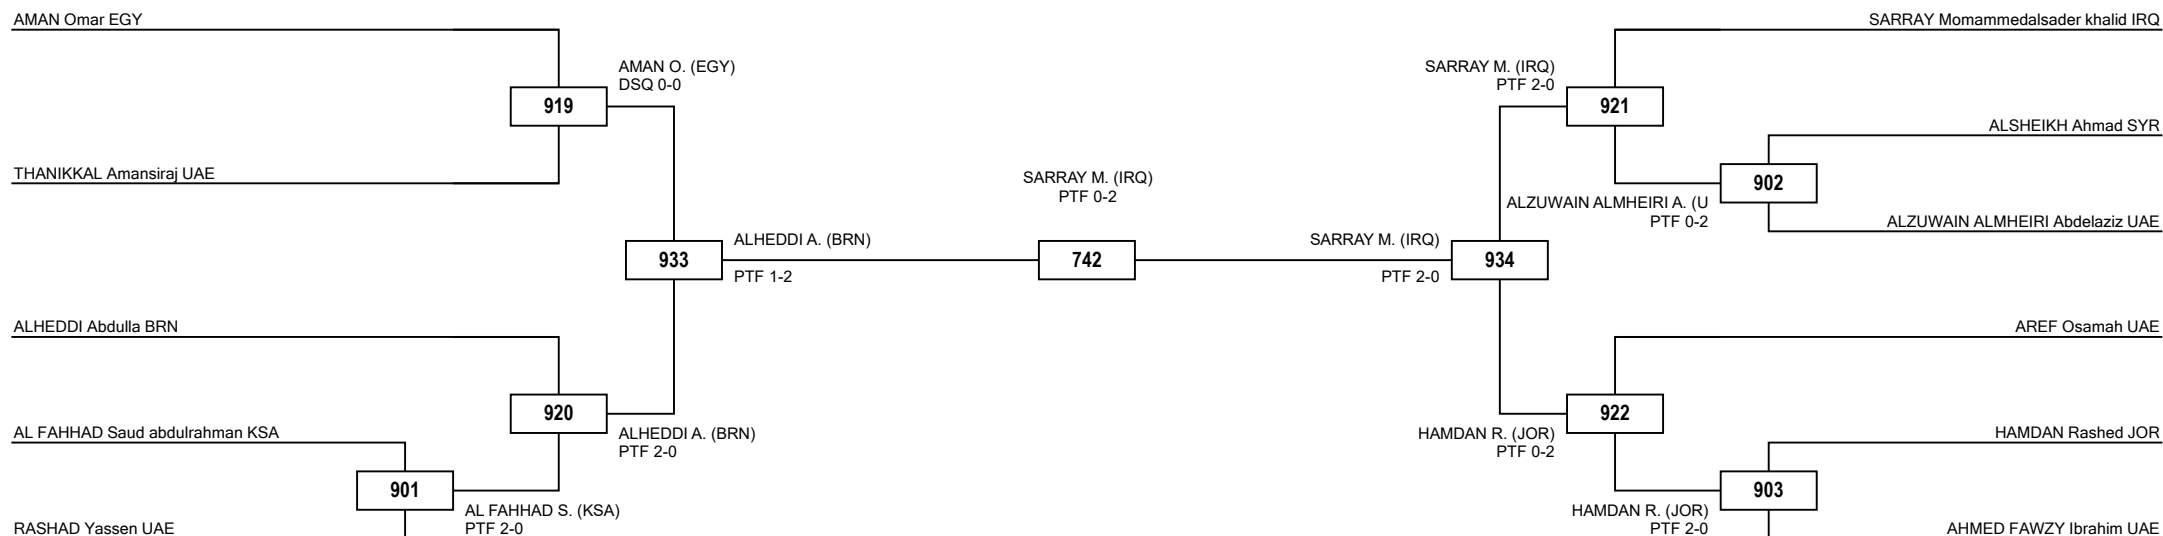 AMAN Omar EGY
SARRAY Momammedalsader khalid IRQ
AMAN O. (EGY)
DSQ 0-0
SARRAY M. (IRQ)
PTF 2-0
919
921
ALSHEIKH Ahmad SYR
THANIKKAL Amansiraj UAE
SARRAY M. (IRQ)
PTF 0-2
902
ALZUWAIN ALMHEIRI A. (U
PTF 0-2
ALZUWAIN ALMHEIRI Abdelaziz UAE
933
ALHEDDI A. (BRN)
PTF 1-2
742
SARRAY M. (IRQ)
PTF 2-0
934
ALHEDDI Abdulla BRN
AREF Osamah UAE
920
922
AL FAHHAD Saud abdulrahman KSA
ALHEDDI A. (BRN)
PTF 2-0
HAMDAN R. (JOR)
PTF 0-2
HAMDAN Rashed JOR
901
903
AL FAHHAD S. (KSA)
PTF 2-0
HAMDAN R. (JOR)
PTF 2-0
RASHAD Yassen UAE
AHMED FAWZY Ibrahim UAE